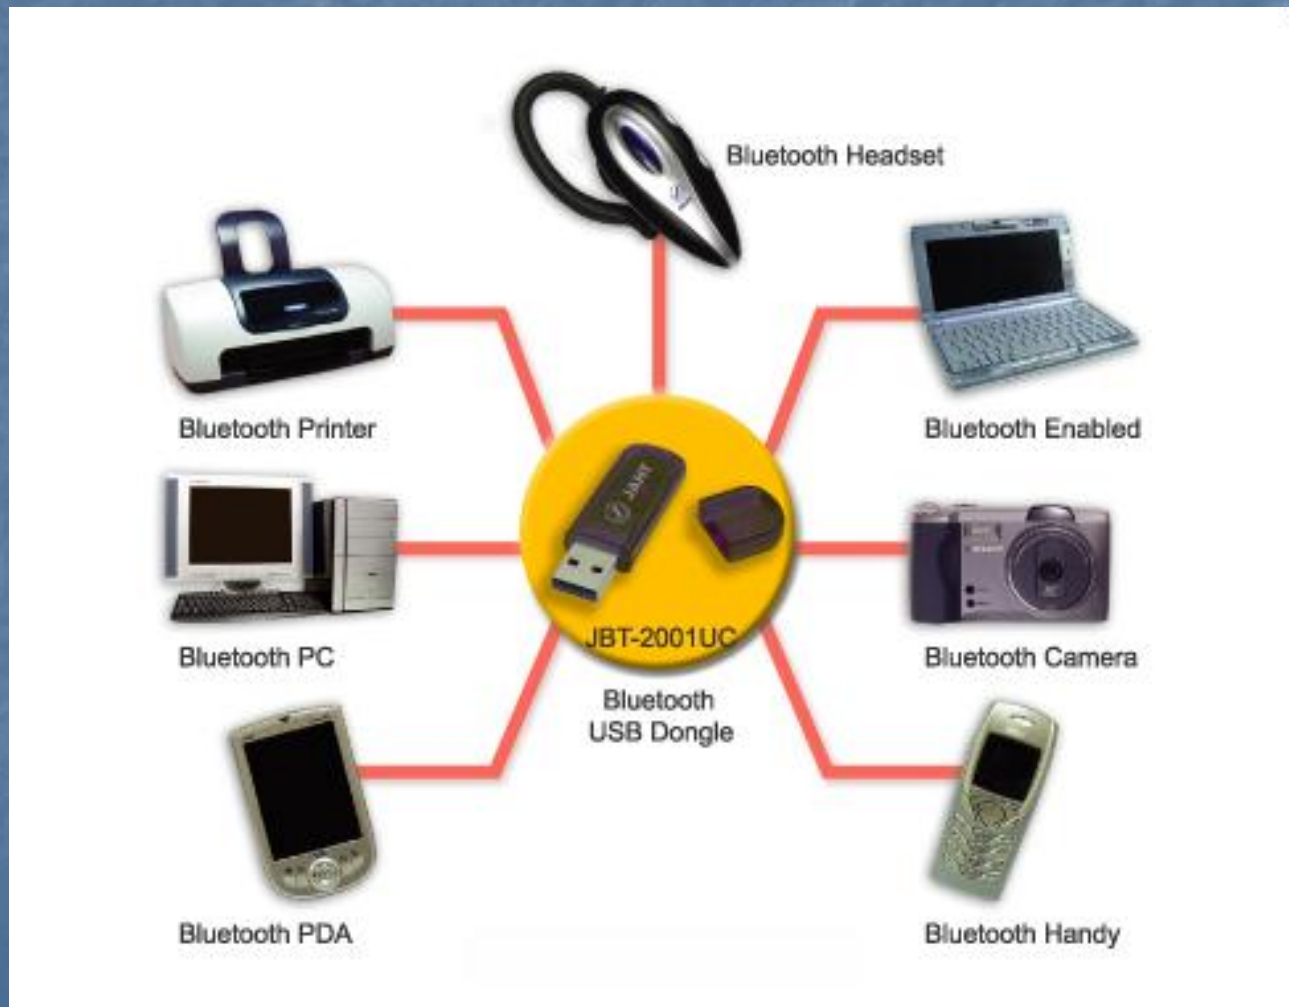 Bluetooth Headset
Bluetooth Printer
Bluetooth Enabled
JAHT
JBT-2001UC
Bluetooth PC
Bluetooth Camera
Bluetooth
USB Dongle
Bluetooth PDA
Bluetooth Handy